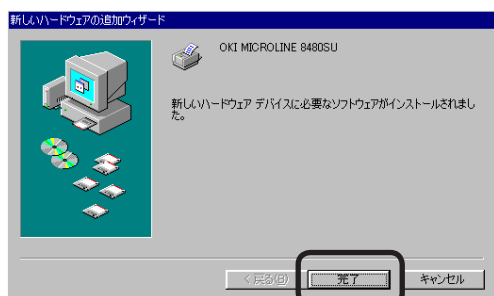 新しいハードウェアの追加ウィザード
OKI MICROLINE 8480SU
新しいハードウェア デバイスに必要なソフトウェアがインストールされまし
た。
< 戻る(B)
完了
キャンセル